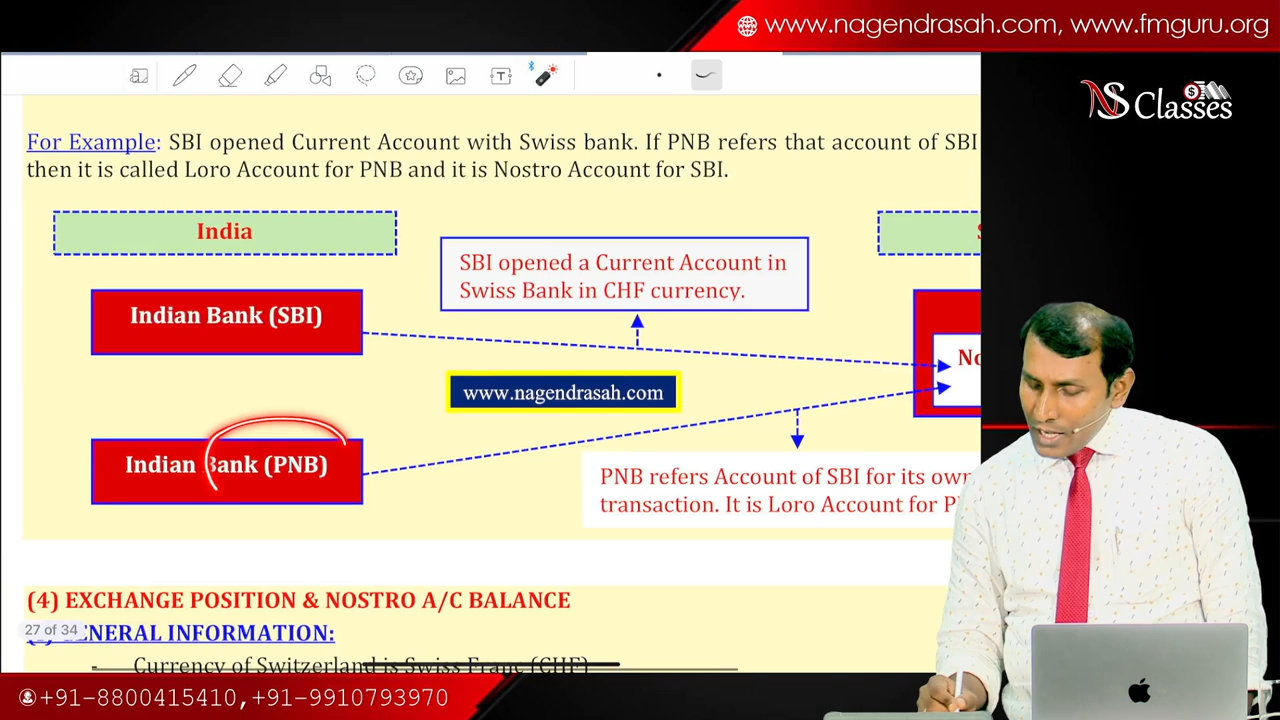 www.nagendrasah.com, www.fmguru.org
NS Classes
For Example: SBI opened Current Account with Swiss bank. If PNB refers that account of SBI
then it is called Loro Account for PNB and it is Nostro Account for SBI.
India
SBI opened a Current Account in
Swiss Bank in CHF currency.
Indian Bank (SBI)
www.nagendrasah.com
Indian Bank (PNB)
PNB refers Account of SBI for its own
transaction. It is Loro Account for
(4) EXCHANGE POSITION & NOSTRO A/C BALANCE
27 of 34
GENERAL INFORMATION:
- Currency of Switzerland is Swiss Franc (CHF)
+91-8800415410,+91-9910793970